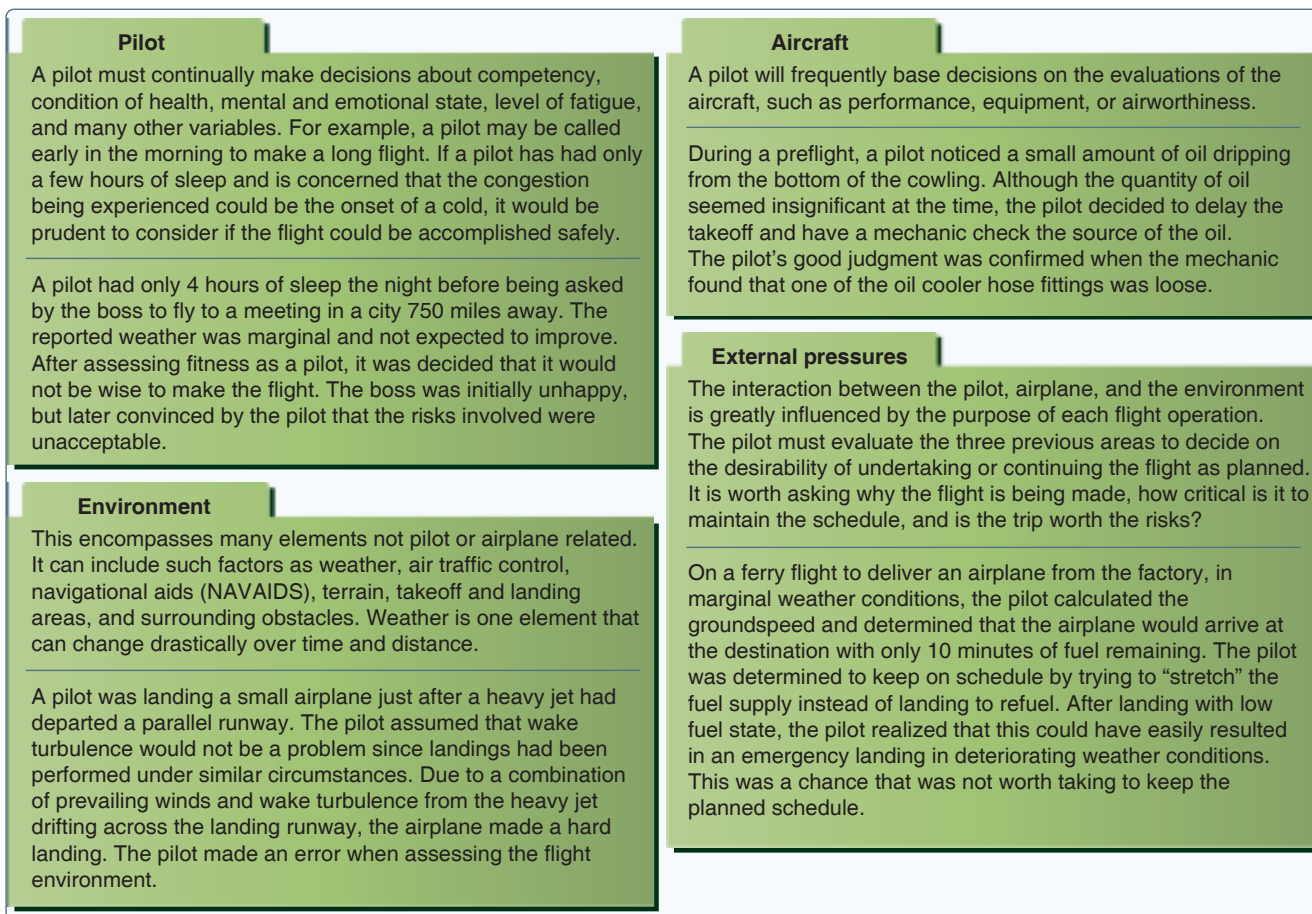 Pilot
A pilot must continually make decisions about competency,
condition of health, mental and emotional state, level of fatigue,
and many other variables. For example, a pilot may be called
early in the morning to make a long flight. If a pilot has had only
a few hours of sleep and is concerned that the congestion
being experienced could be the onset of a cold, it would be
prudent to consider if the flight could be accomplished safely.
A pilot had only 4 hours of sleep the night before being asked
by the boss to fly to a meeting in a city 750 miles away. The
reported weather was marginal and not expected to improve.
After assessing fitness as a pilot, it was decided that it would
not be wise to make the flight. The boss was initially unhappy,
but later convinced by the pilot that the risks involved were
unacceptable.
Environment
This encompasses many elements not pilot or airplane related.
It can include such factors as weather, air traffic control,
navigational aids (NAVAIDS), terrain, takeoff and landing
areas, and surrounding obstacles. Weather is one element that
can change drastically over time and distance.
A pilot was landing a small airplane just after a heavy jet had
departed a parallel runway. The pilot assumed that wake
turbulence would not be a problem since landings had been
performed under similar circumstances. Due to a combination
of prevailing winds and wake turbulence from the heavy jet
drifting across the landing runway, the airplane made a hard
landing. The pilot made an error when assessing the flight
environment.
Aircraft
A pilot will frequently base decisions on the evaluations of the
aircraft, such as performance, equipment, or airworthiness.
During a preflight, a pilot noticed a small amount of oil dripping
from the bottom of the cowling. Although the quantity of oil
seemed insignificant at the time, the pilot decided to delay the
takeoff and have a mechanic check the source of the oil.
The pilot's good judgment was confirmed when the mechanic
found that one of the oil cooler hose fittings was loose.
External pressures
The interaction between the pilot, airplane, and the environment
is greatly influenced by the purpose of each flight operation.
The pilot must evaluate the three previous areas to decide on
the desirability of undertaking or continuing the flight as planned.
It is worth asking why the flight is being made, how critical is it to
maintain the schedule, and is the trip worth the risks?
On a ferry flight to deliver an airplane from the factory, in
marginal weather conditions, the pilot calculated the
groundspeed and determined that the airplane would arrive at
the destination with only 10 minutes of fuel remaining. The pilot
was determined to keep on schedule by trying to “stretch” the
fuel supply instead of landing to refuel. After landing with low
fuel state, the pilot realized that this could have easily resulted
in an emergency landing in deteriorating weather conditions.
This was a chance that was not worth taking to keep the
planned schedule.